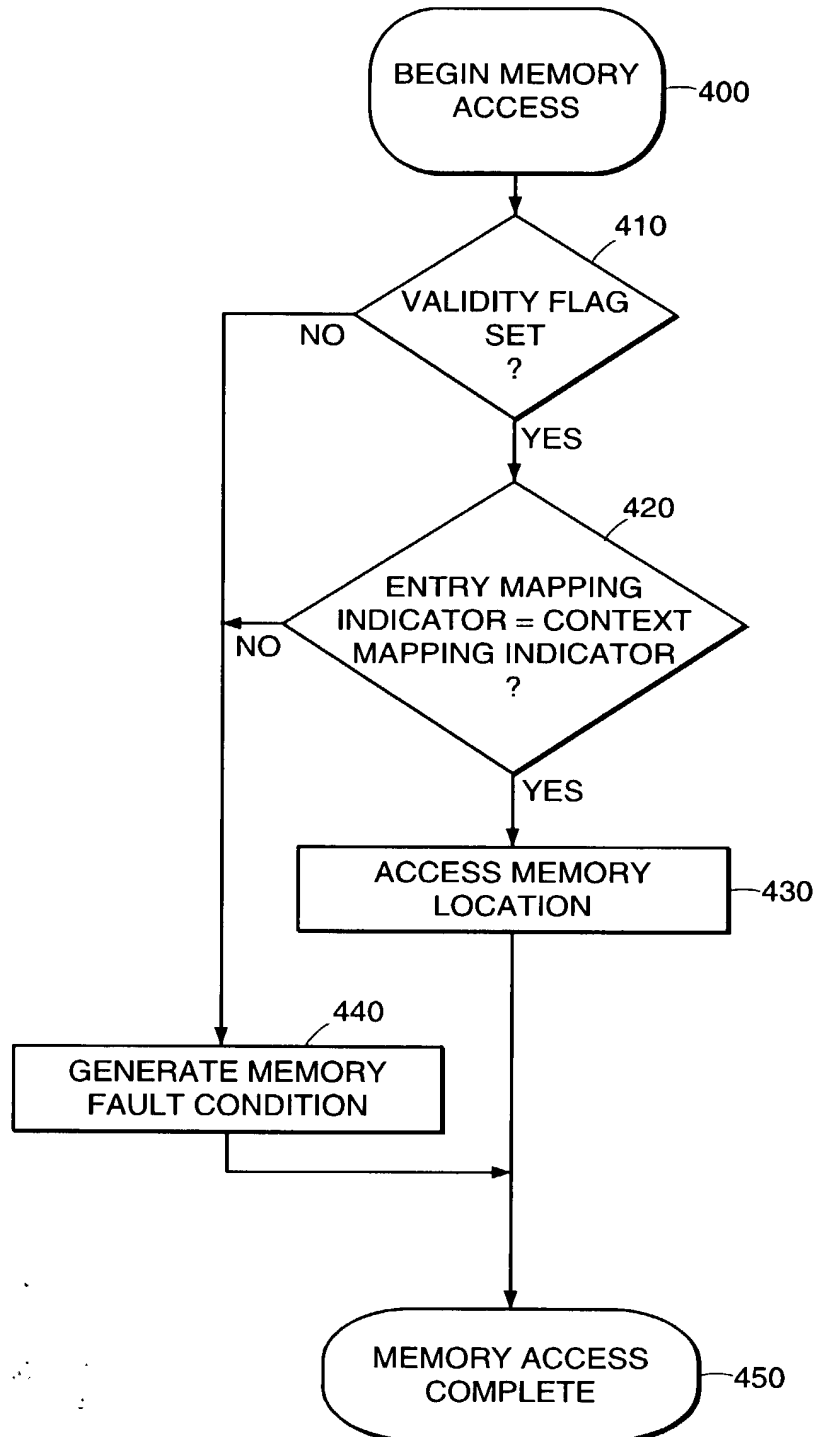 BEGIN MEMORY
ACCESS
400
410
VALIDITY FLAG
SET
?
NO
YES
420
ENTRY MAPPING
INDICATOR = CONTEXT
MAPPING INDICATOR
?
NO
YES
ACCESS MEMORY
LOCATION
430
440
GENERATE MEMORY
FAULT CONDITION
MEMORY ACCESS
COMPLETE
450